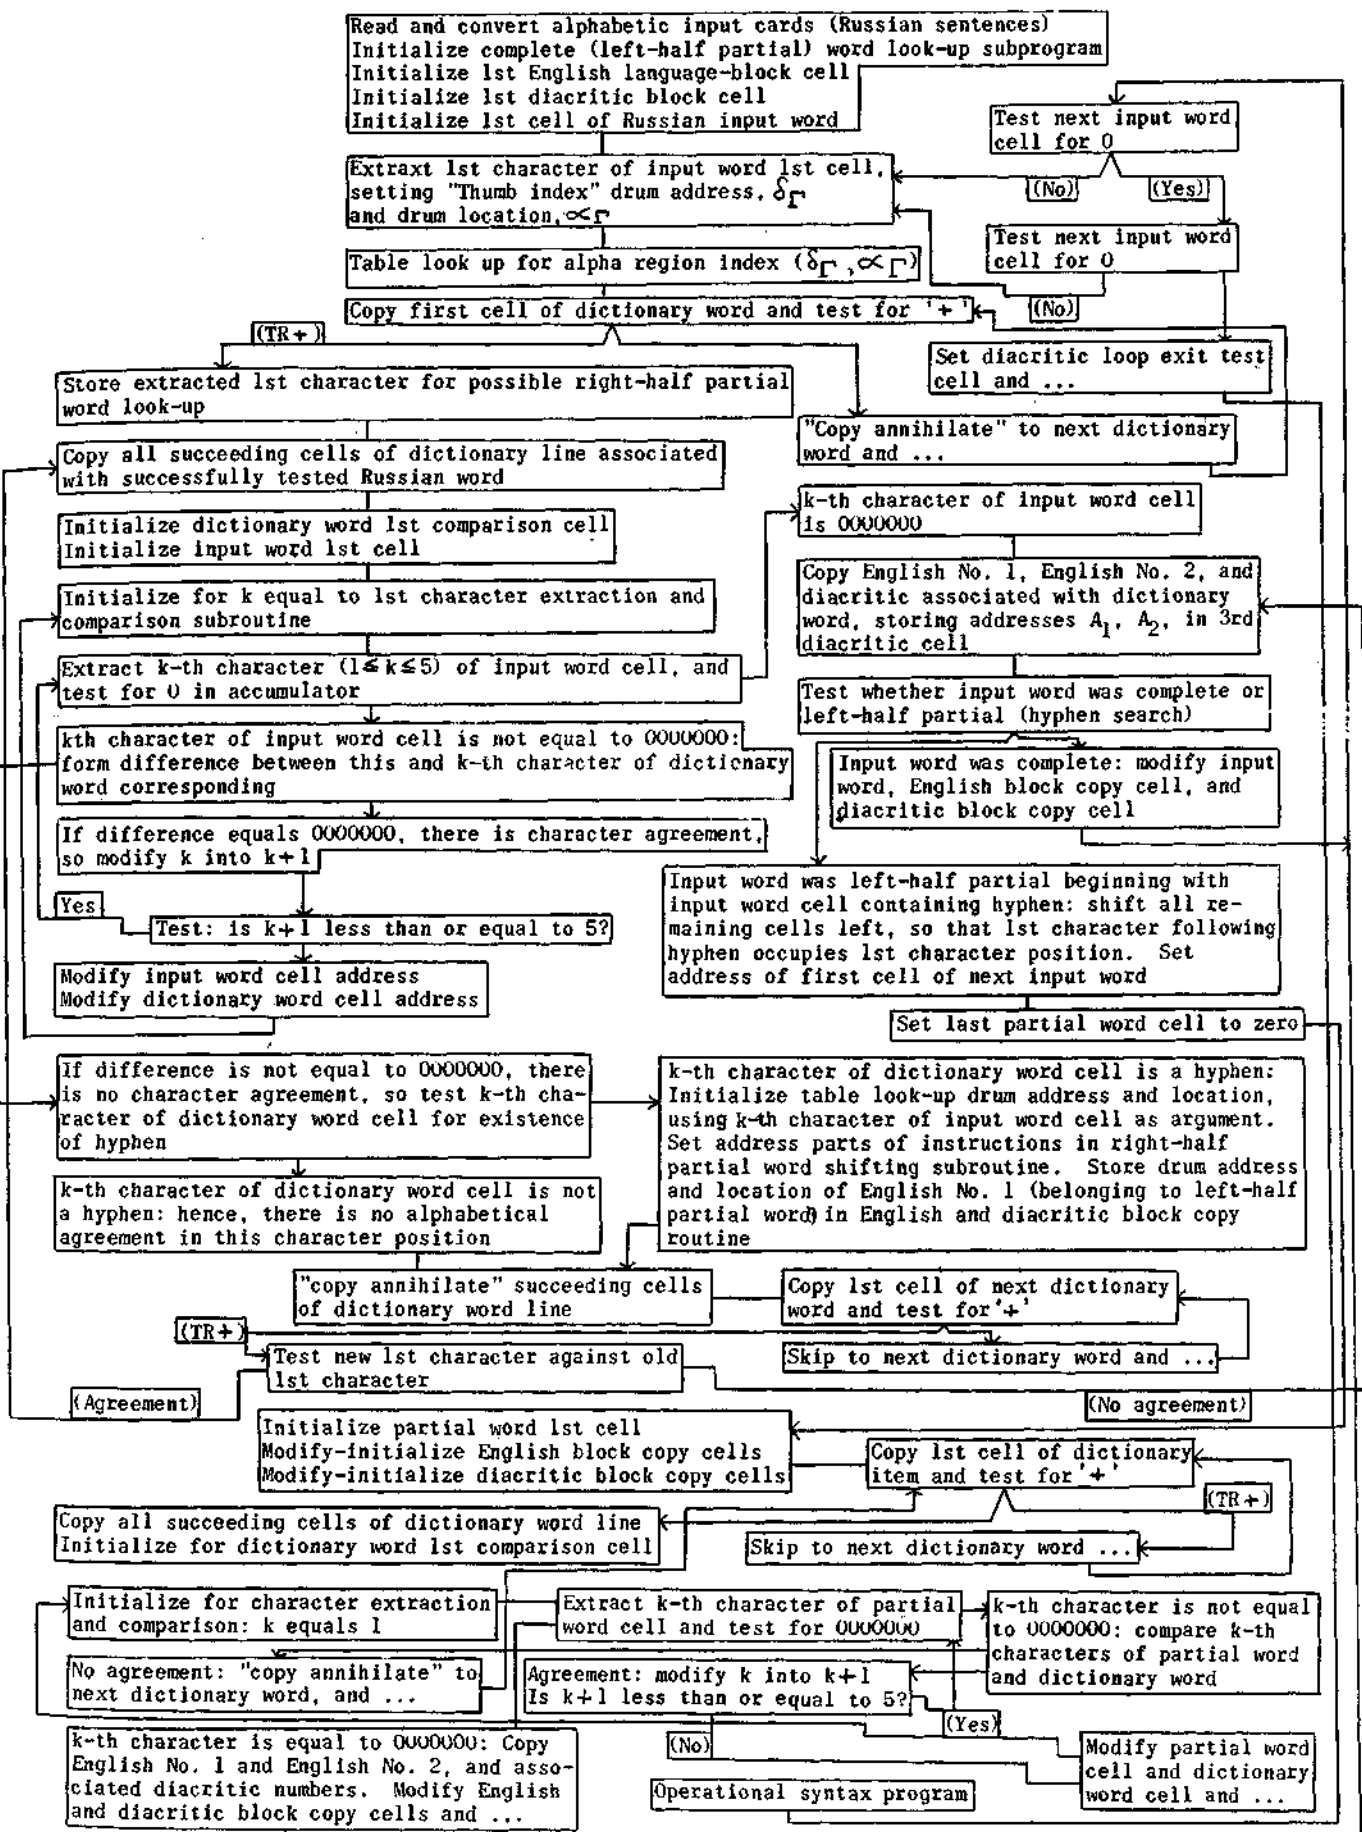 Read and convert alphabetic input cards (Russian sentences)
Initialize complete (left-half partial) word look-up subprogram
Initialize 1st English language-block cell
Initialize 1st diacritic block cell
Initialize 1st cell of Russian input word
Test next input word
cell for 0
Extraxt 1st character of input word 1st cell,
setting "Thumb index" drum address, δΓ
and drum location, ∝Γ
(No)
(Yes)
Test next input word
cell for 0
Table look up for alpha region index (δΓ, ∝Γ)
Copy first cell of dictionary word and test for '+'
(No)
(TR+)
Set diacritic loop exit test
cell and ...
Store extracted 1st character for possible right-half partial
word look-up
"Copy annihilate" to next dictionary
word and ...
Copy all succeeding cells of dictionary line associated
with successfully tested Russian word
k-th character of input word cell
is 0000000
Initialize dictionary word 1st comparison cell
Initialize input word 1st cell
Copy English No. 1, English No. 2, and
diacritic associated with dictionary
word, storing addresses A1, A2, in 3rd
diacritic cell
Initialize for k equal to 1st character extraction and
comparison subroutine
Extract k-th character (1≤k≤5) of input word cell, and
test for 0 in accumulator
Test whether input word was complete or
left-half partial (hyphen search)
kth character of input word cell is not equal to 0000000:
form difference between this and k-th character of dictionary
word corresponding
Input word was complete: modify input
word, English block copy cell, and
diacritic block copy cell
If difference equals 0000000, there is character agreement,
so modify k into k+1
Input word was left-half partial beginning with
input word cell containing hyphen: shift all re-
maining cells left, so that 1st character following
hyphen occupies 1st character position. Set
address of first cell of next input word
Yes
Test: is k+1 less than or equal to 5?
Modify input word cell address
Modify dictionary word cell address
Set last partial word cell to zero
If difference is not equal to 0000000, there
is no character agreement, so test k-th cha-
racter of dictionary word cell for existence
of hyphen
k-th character of dictionary word cell is a hyphen:
Initialize table look-up drum address and location,
using k-th character of input word cell as argument.
Set address parts of instructions in right-half
partial word shifting subroutine. Store drum address
and location of English No. 1 (belonging to left-half
partial word) in English and diacritic block copy
routine
k-th character of dictionary word cell is not
a hyphen: hence, there is no alphabetical
agreement in this character position
"copy annihilate" succeeding cells
of dictionary word line
Copy 1st cell of next dictionary
word and test for '+'
(TR+)
Test new 1st character against old
1st character
Skip to next dictionary word and ...
(Agreement)
(No agreement)
Initialize partial word 1st cell
Modify-initialize English block copy cells
Modify-initialize diacritic block copy cells
Copy 1st cell of dictionary
item and test for '+'
(TR+)
Copy all succeeding cells of dictionary word line
Initialize for dictionary word 1st comparison cell
Skip to next dictionary word ...
Initialize for character extraction
and comparison: k equals 1
Extract k-th character of partial
word cell and test for 0000000
k-th character is not equal
to 0000000: compare k-th
characters of partial word
and dictionary word
No agreement: "copy annihilate" to
next dictionary word, and ...
Agreement: modify k into k+1
Is k+1 less than or equal to 5?
(Yes)
(No)
k-th character is equal to 0000000: Copy
English No. 1 and English No. 2, and asso-
ciated diacritic numbers. Modify English
and diacritic block copy cells and ...
Modify partial word
cell and dictionary
word cell and ...
Operational syntax program